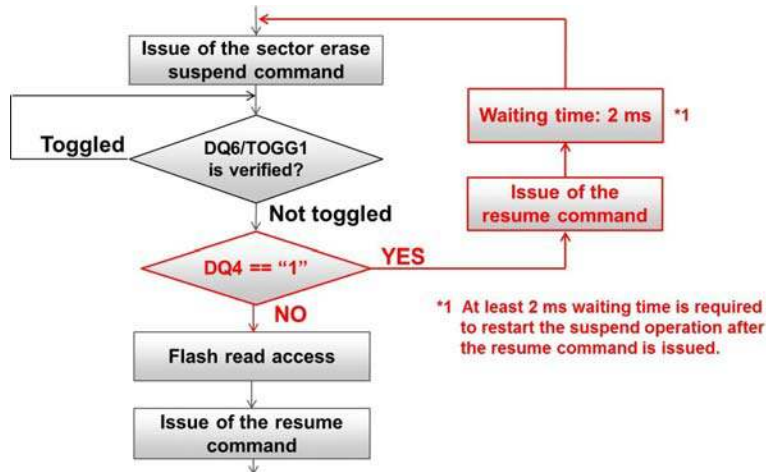 Issue of the sector erase
suspend command
Toggled
DQ6/TOGG1
is verified?
Not toggled
DQ4 == “1”
YES
NO
Flash read access
Issue of the resume
command
Waiting time: 2 ms
*1
Issue of the
resume command
*1 At least 2 ms waiting time is required
to restart the suspend operation after
the resume command is issued.